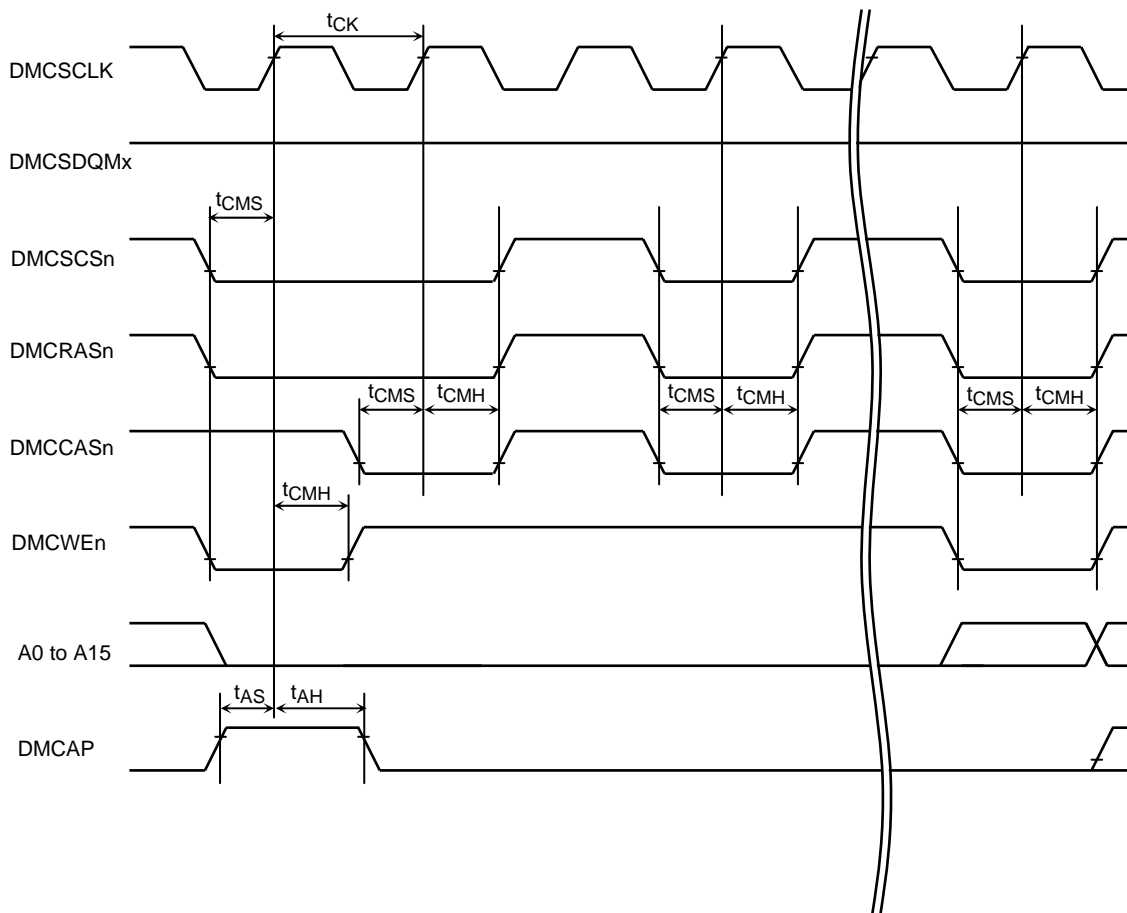 tCK
DMCSCLK
DMCSDQMx
tCMS
DMCSCSn
DMCRASn
tCMS tCMH tCMS tCMH tCMS tCMH
DMCCASn
tCMH
DMCWEn
A0 to A15
tAS tAH
DMCAP